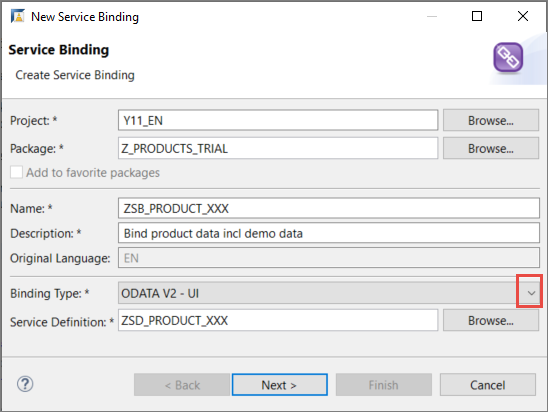 New Service Binding
Service Binding
Create Service Binding
Project: * Y11_EN Browse...
Package: * Z_PRODUCTS_TRIAL Browse...
Add to favorite packages
Name: * ZSB_PRODUCT_XXX
Description: * Bind product data incl demo data
Original Language: EN
Binding Type: * ODATA V2 - UI
Service Definition: * ZSD_PRODUCT_XXX Browse...
? < Back Next > Finish Cancel